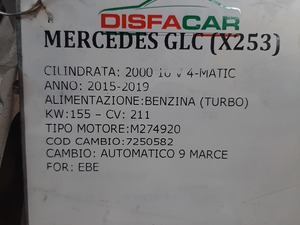 DISFACAR
MERCEDES GLC (X253)
CILINDRATA: 2000 16 V 4-MATIC
ANNO: 2015-2019
ALIMENTAZIONE:BENZINA (TURBO)
KW:155 – CV: 211
TIPO MOTORE:M274920
COD CAMBIO:7250582
CAMBIO: AUTOMATICO 9 MARCE
FOR: EBE